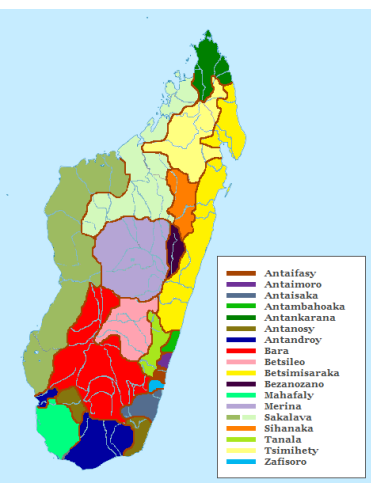 Antaifasy
Antaimoro
Antaisaka
Antambahoaka
Antankarana
Antanosy
Antandroy
Bara
Betsileo
Betsimisaraka
Bezanozano
Mahafaly
Merina
Sakalava
Sihanaka
Tanala
Tsimihety
Zafisoro